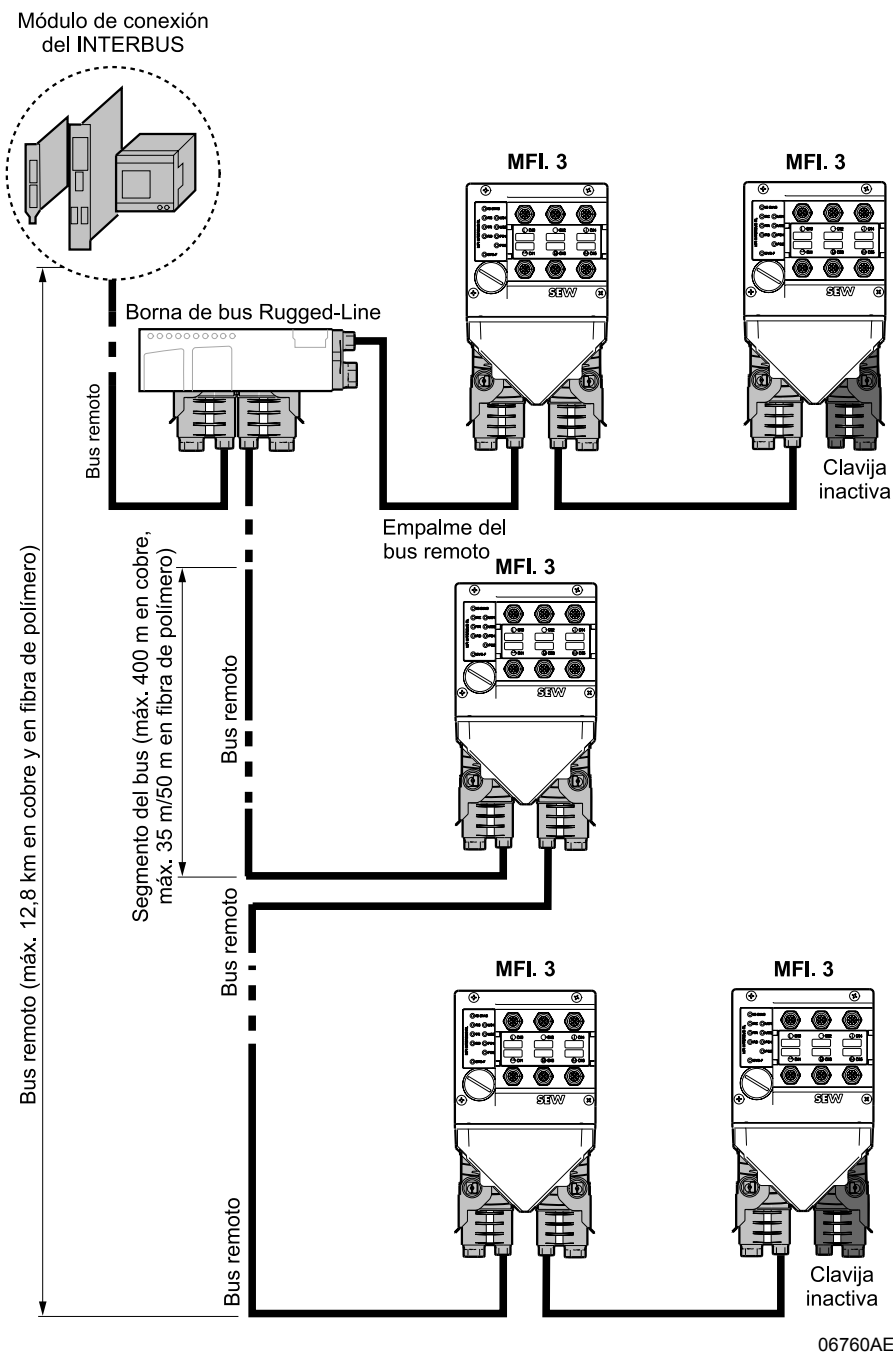 Módulo de conexión
del INTERBUS
MFI. 3
MFI. 3
SEW
SEW
Borna de bus Rugged-Line
Bus remoto
Clavija
inactiva
Empalme del
bus remoto
MFI. 3
SEW
Bus remoto (máx. 12,8 km en cobre y en fibra de polímero)
Segmento del bus (máx. 400 m en cobre,
máx. 35 m/50 m en fibra de polímero)
Bus remoto
Bus remoto
MFI. 3
MFI. 3
SEW
SEW
Bus remoto
Clavija
inactiva
06760AES